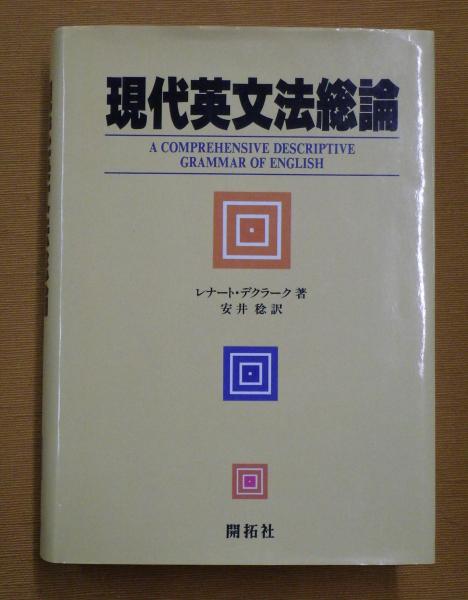 現代英文法総論
A COMPREHENSIVE DESCRIPTIVE
GRAMMAR OF ENGLISH
レナート・デクラーク著
安井 稔訳
開拓社